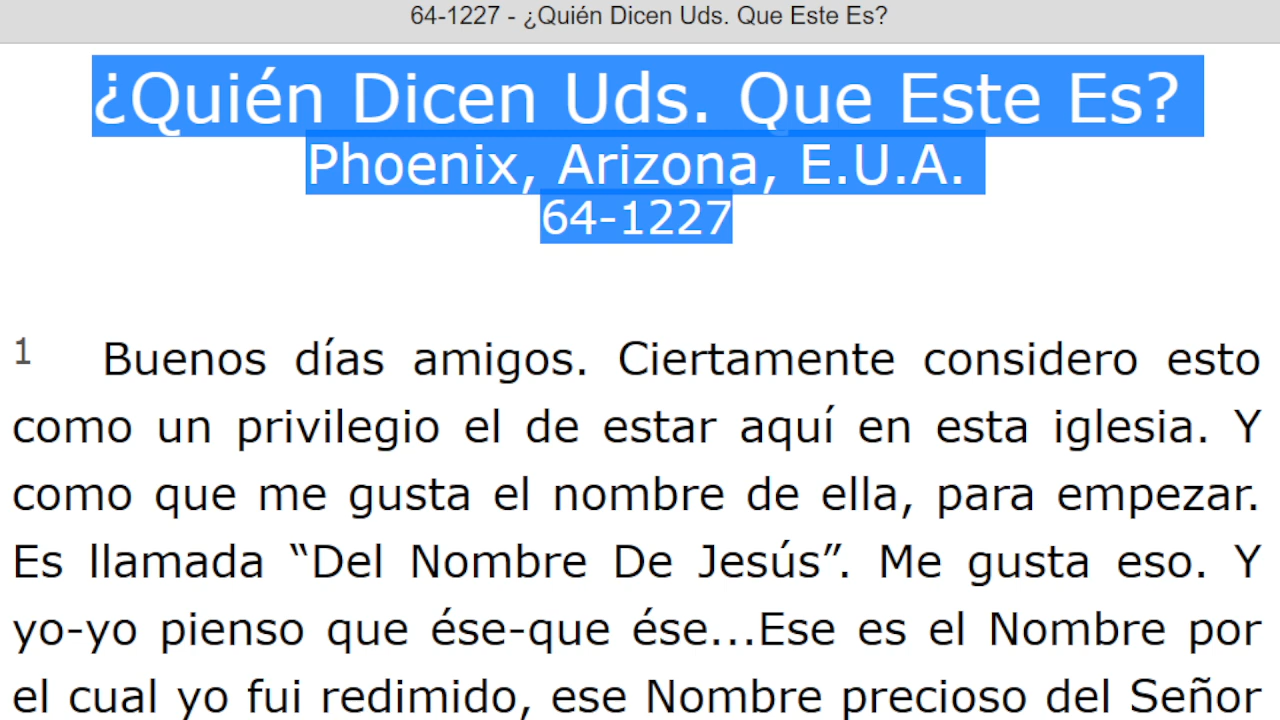 64-1227 - ¿Quién Dicen Uds. Que Este Es?
¿Quién Dicen Uds. Que Este Es?
Phoenix, Arizona, E.U.A.
64-1227
1 Buenos días amigos. Ciertamente considero esto
como un privilegio el de estar aquí en esta iglesia. Y
como que me gusta el nombre de ella, para empezar.
Es llamada “Del Nombre De Jesús”. Me gusta eso. Y
yo-yo pienso que ése-que ése...Ese es el Nombre por
el cual yo fui redimido, ese Nombre precioso del Señor